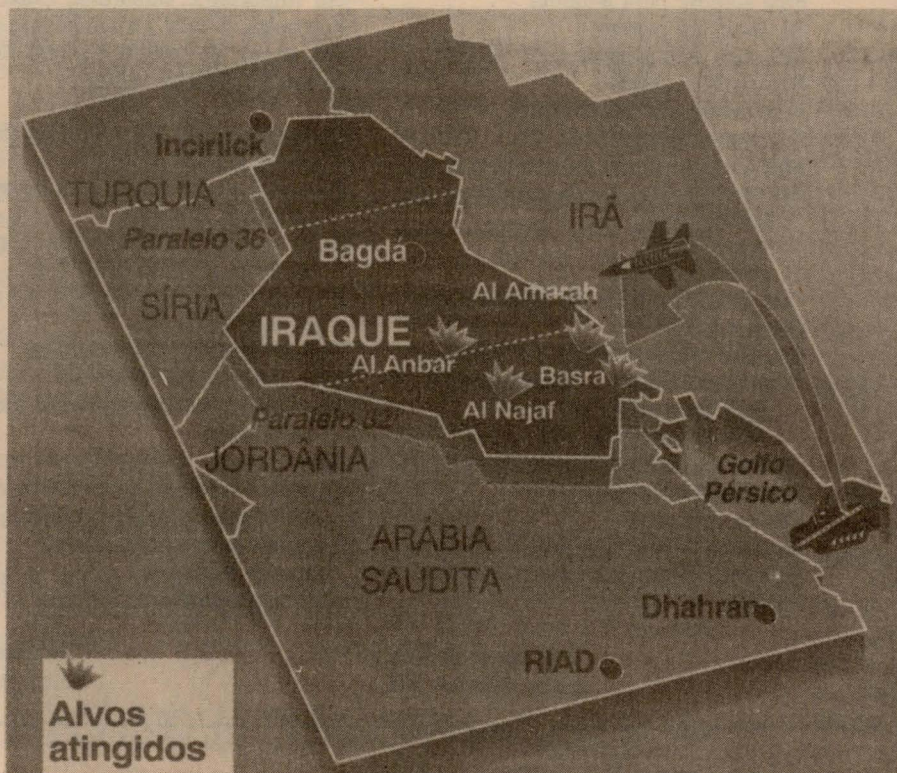 Incirlick
TURQUIA
Paralelo 36°
SÍRIA
Bagdá
IRÃ
Al Amarah
IRAQUE
Al Anbar
Basra
Al Najaf
Paralelo 32°
JORDÂNIA
Golfo
Pérsico
ARÁBIA
SAUDITA
Dhahran
RIAD
Alvos
atingidos